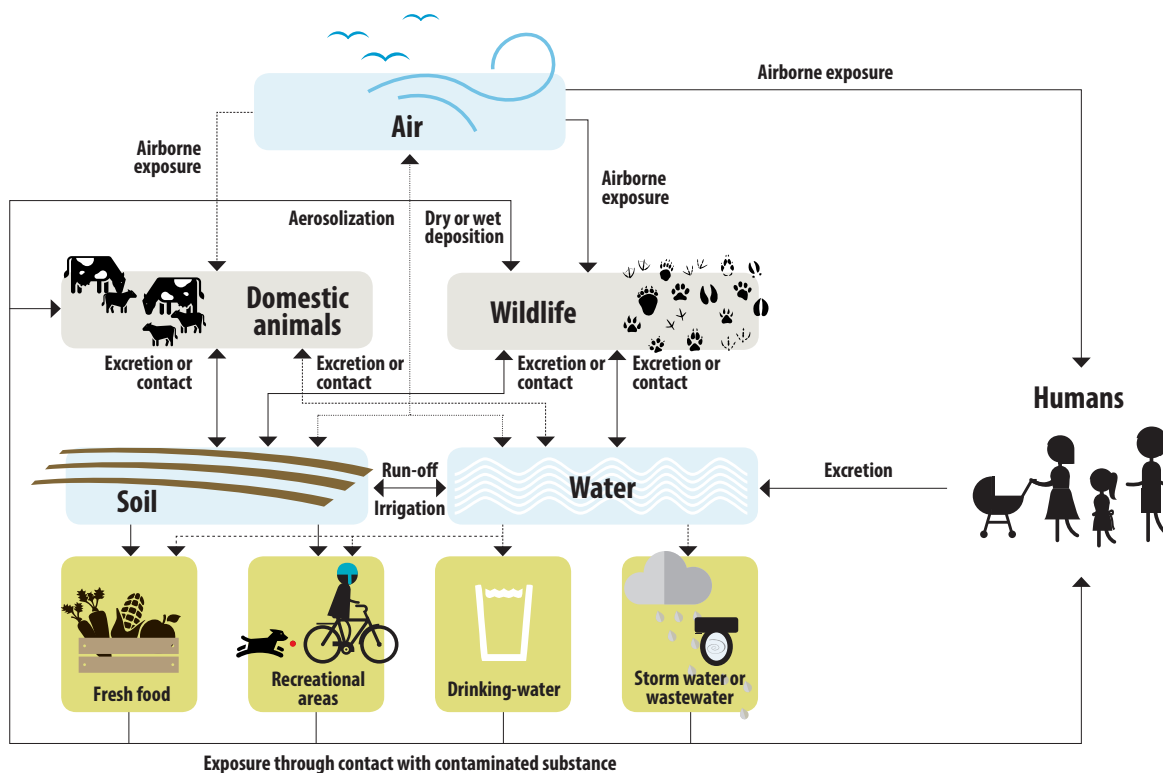 Airborne exposure
Air
Airborne
exposure
Airborne
exposure
Aerosolization
Dry or wet
deposition
Domestic
animals
Wildlife
Excretion or
contact
Excretion or
contact
Excretion or
contact
Excretion or
contact
Humans
Soil
Run-off
Irrigation
Water
Excretion
Fresh food
Recreational
areas
Drinking-water
Storm water or
wastewater
Exposure through contact with contaminated substance